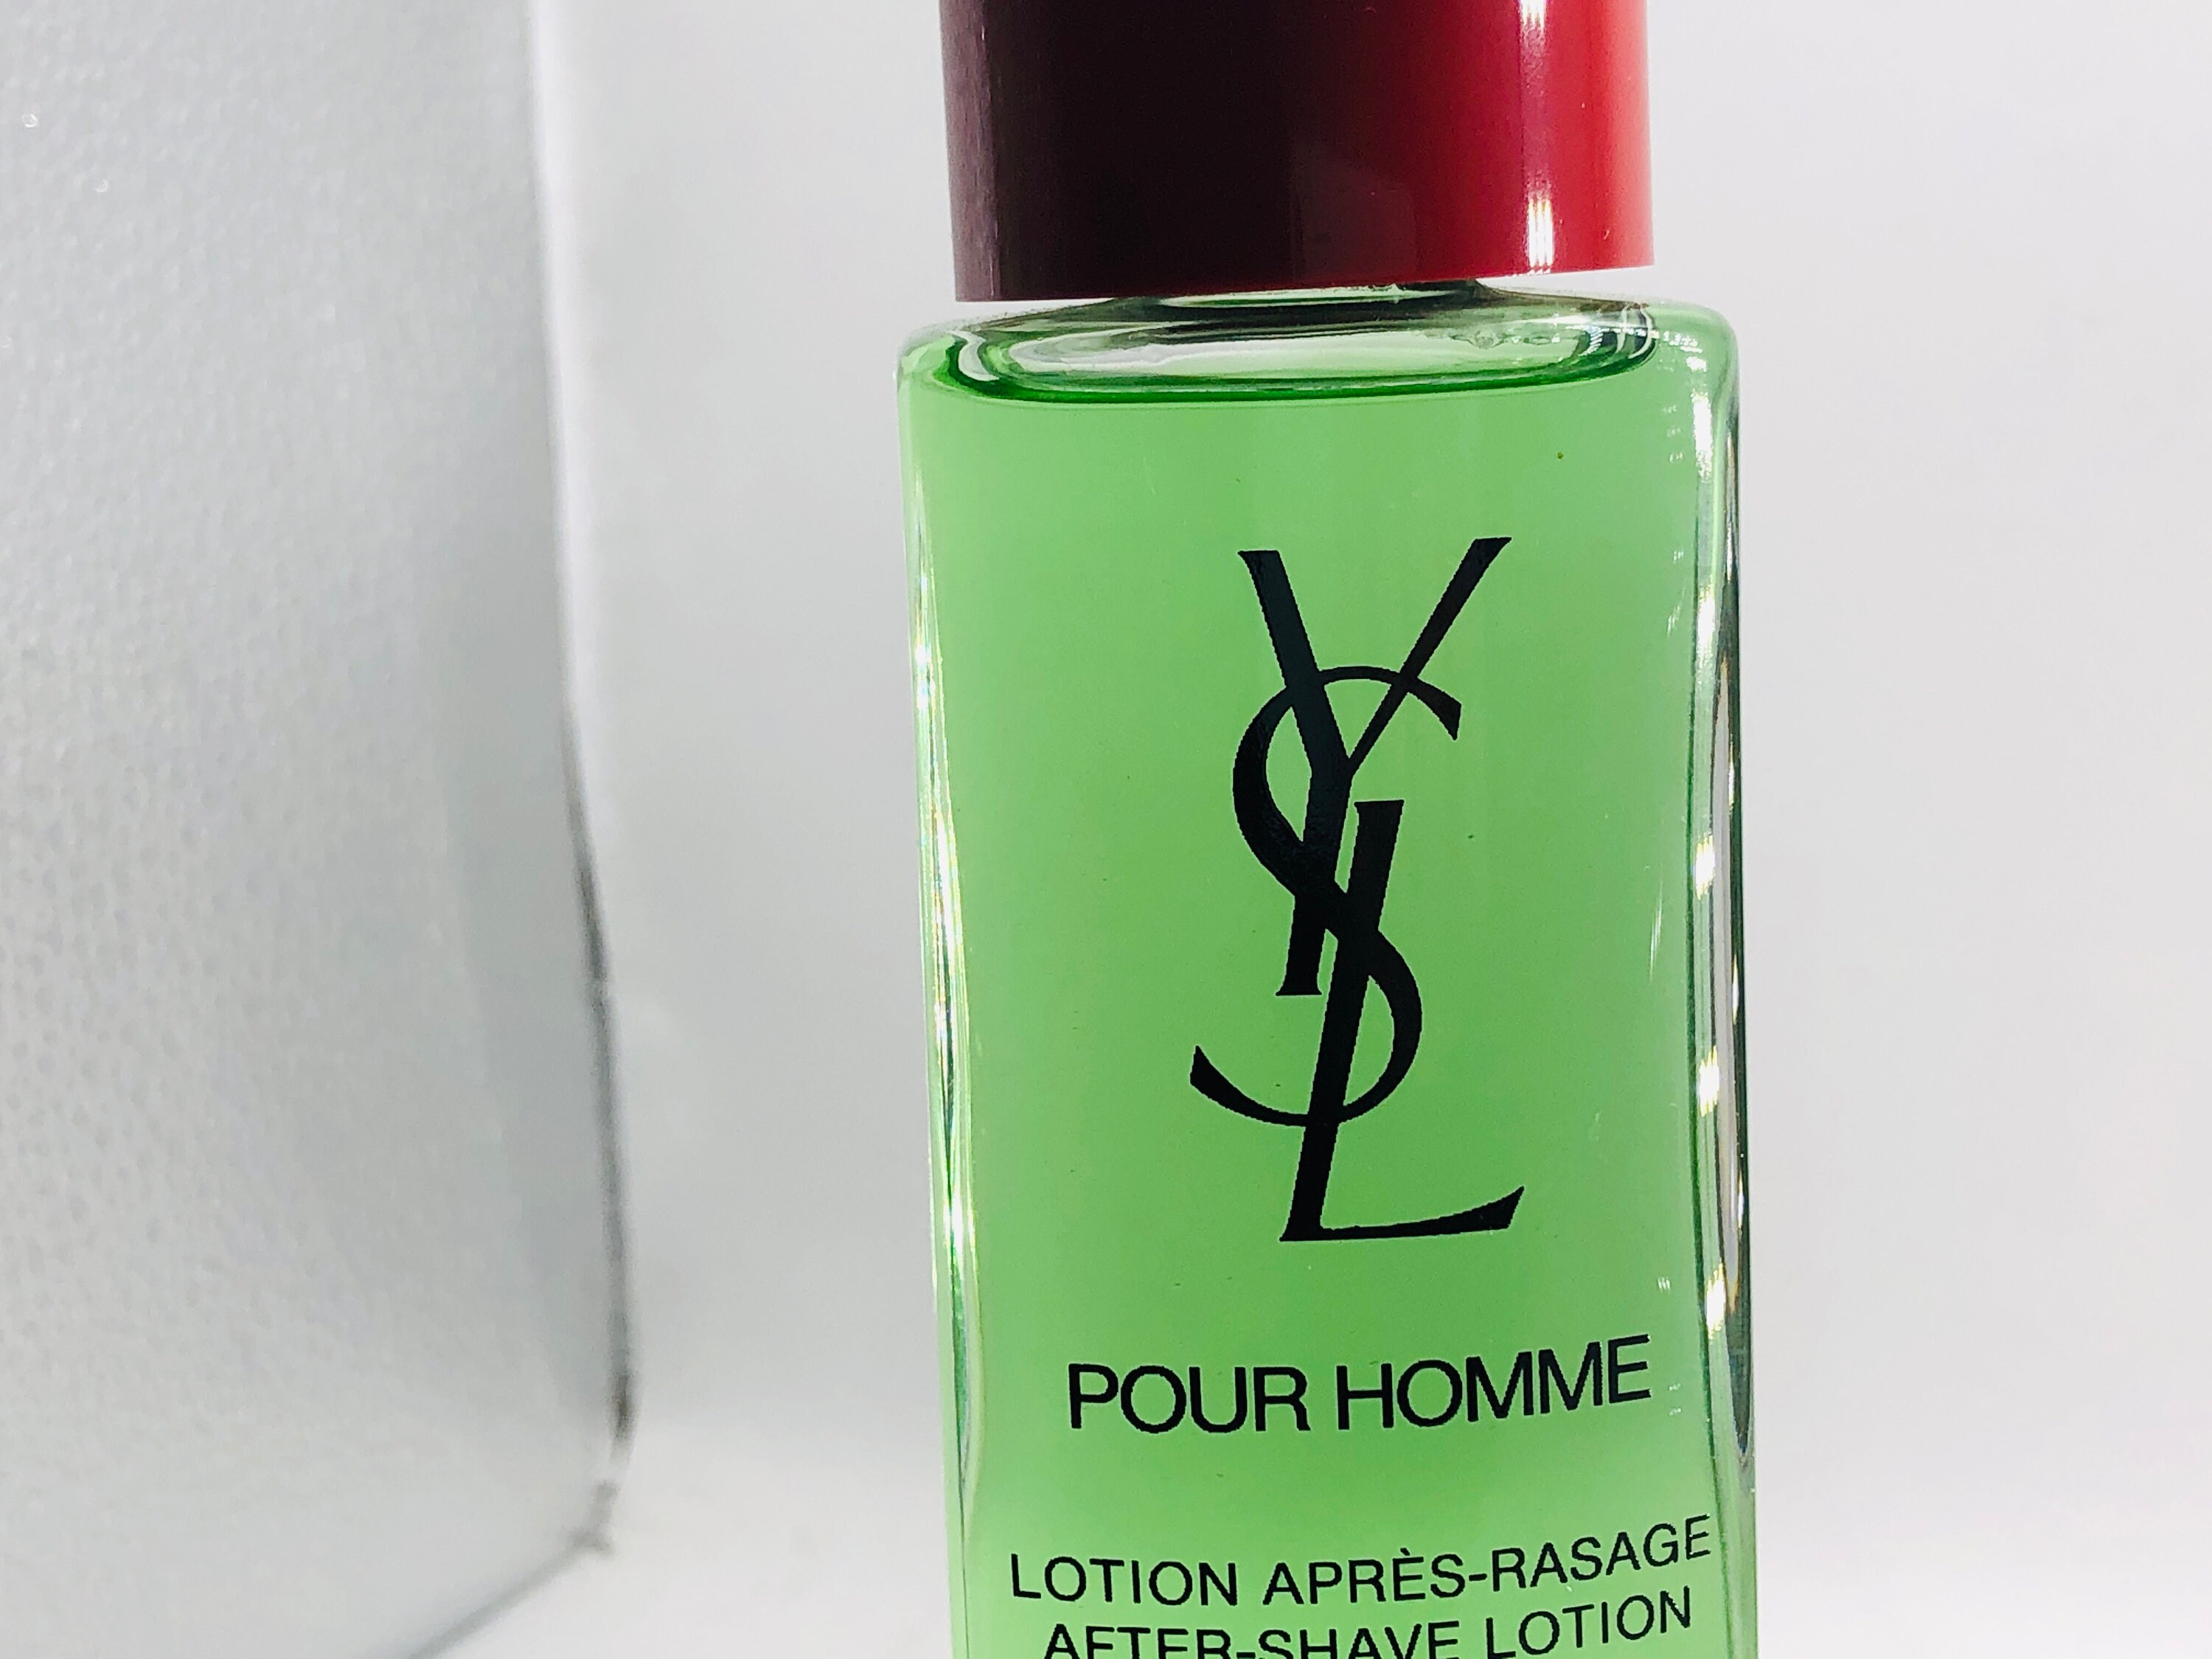 YSL
POUR HOMME
LOTION APRÈS-RASAGE
AFTER-SHAVE LOTION